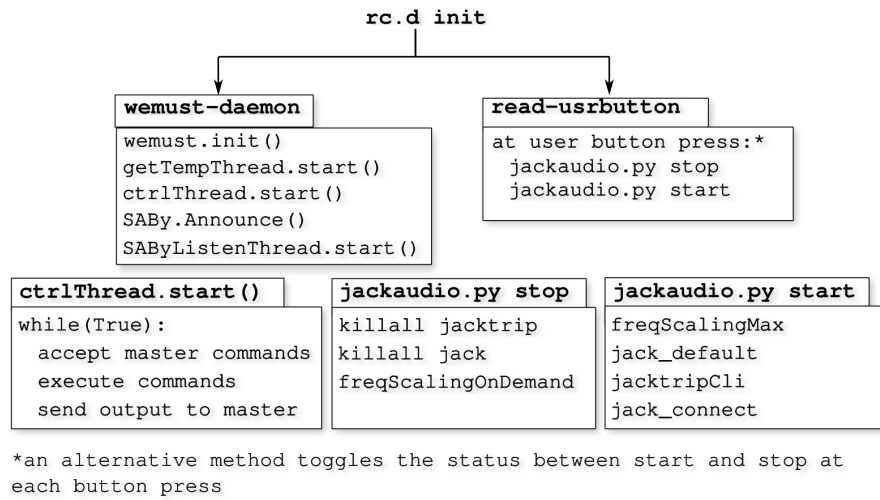 rc.d init
wemust-daemon
wemust.init()
getTempThread.start()
ctrlThread.start()
SABy.Announce()
SAByListenThread.start()
read-usrbutton
at user button press:*
jackaudio.py stop
jackaudio.py start
ctrlThread.start()
while(True):
accept master commands
execute commands
send output to master
jackaudio.py stop
killall jacktrip
killall jack
freqScalingOnDemand
jackaudio.py start
freqScalingMax
jack_default
jacktripCli
jack_connect
*an alternative method toggles the status between start and stop at
each button press